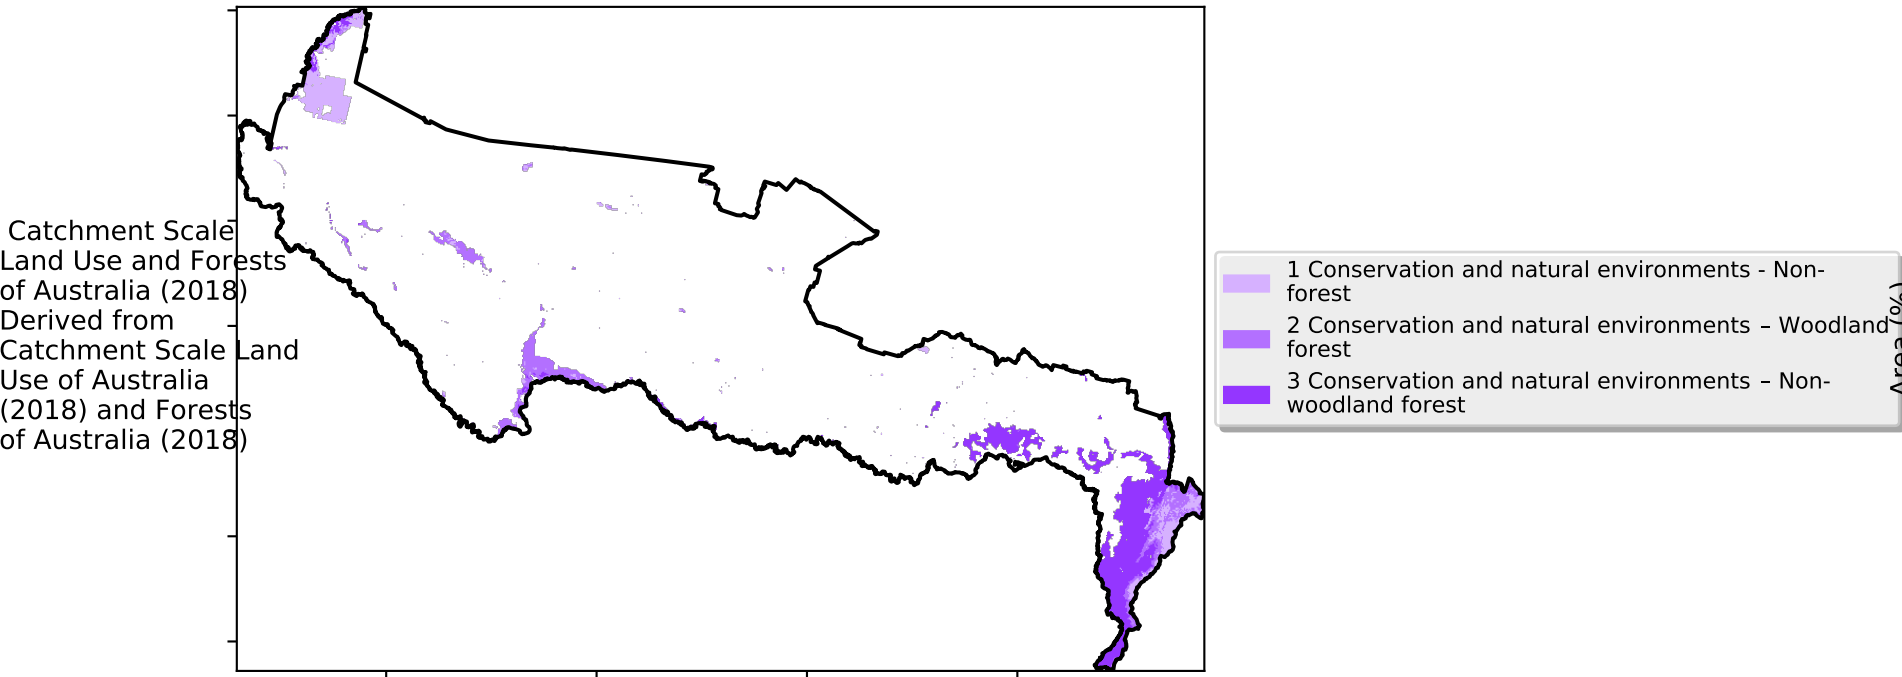 Catchment Scale
Land Use and Forests
of Australia (2018)
Derived from
Catchment Scale Land
Use of Australia
(2018) and Forests
of Australia (2018)
1 Conservation and natural environments - Non-
forest
2 Conservation and natural environments – Woodland
forest
3 Conservation and natural environments – Non-
woodland forest
Area (%)